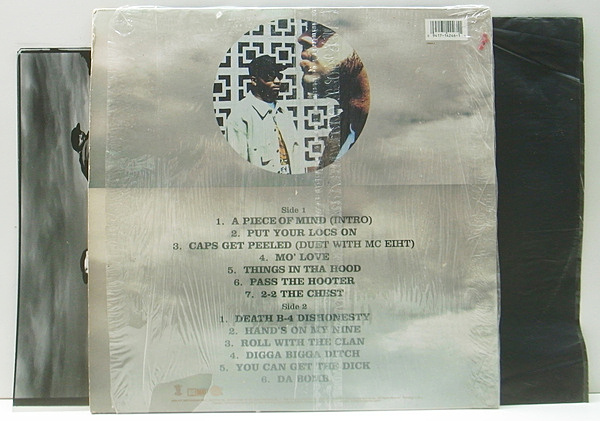 Side 1
1. A PIECE OF MIND (INTRO)
2. PUT YOUR LOCS ON
3. CAPS GET PEELED (DUET WITH MC EIHT)
4. MO' LOVE
5. THINGS IN THA HOOD
6. PASS THE HOOTER
7. 2-2 THE CHEST
Side 2
1. DEATH B-4 DISHONESTY
2. HAND'S ON MY NINE
3. ROLL WITH THE CLAN
4. DIGGA BIGGA DITCH
5. YOU CAN GET THE DICK
6. DA BOMB